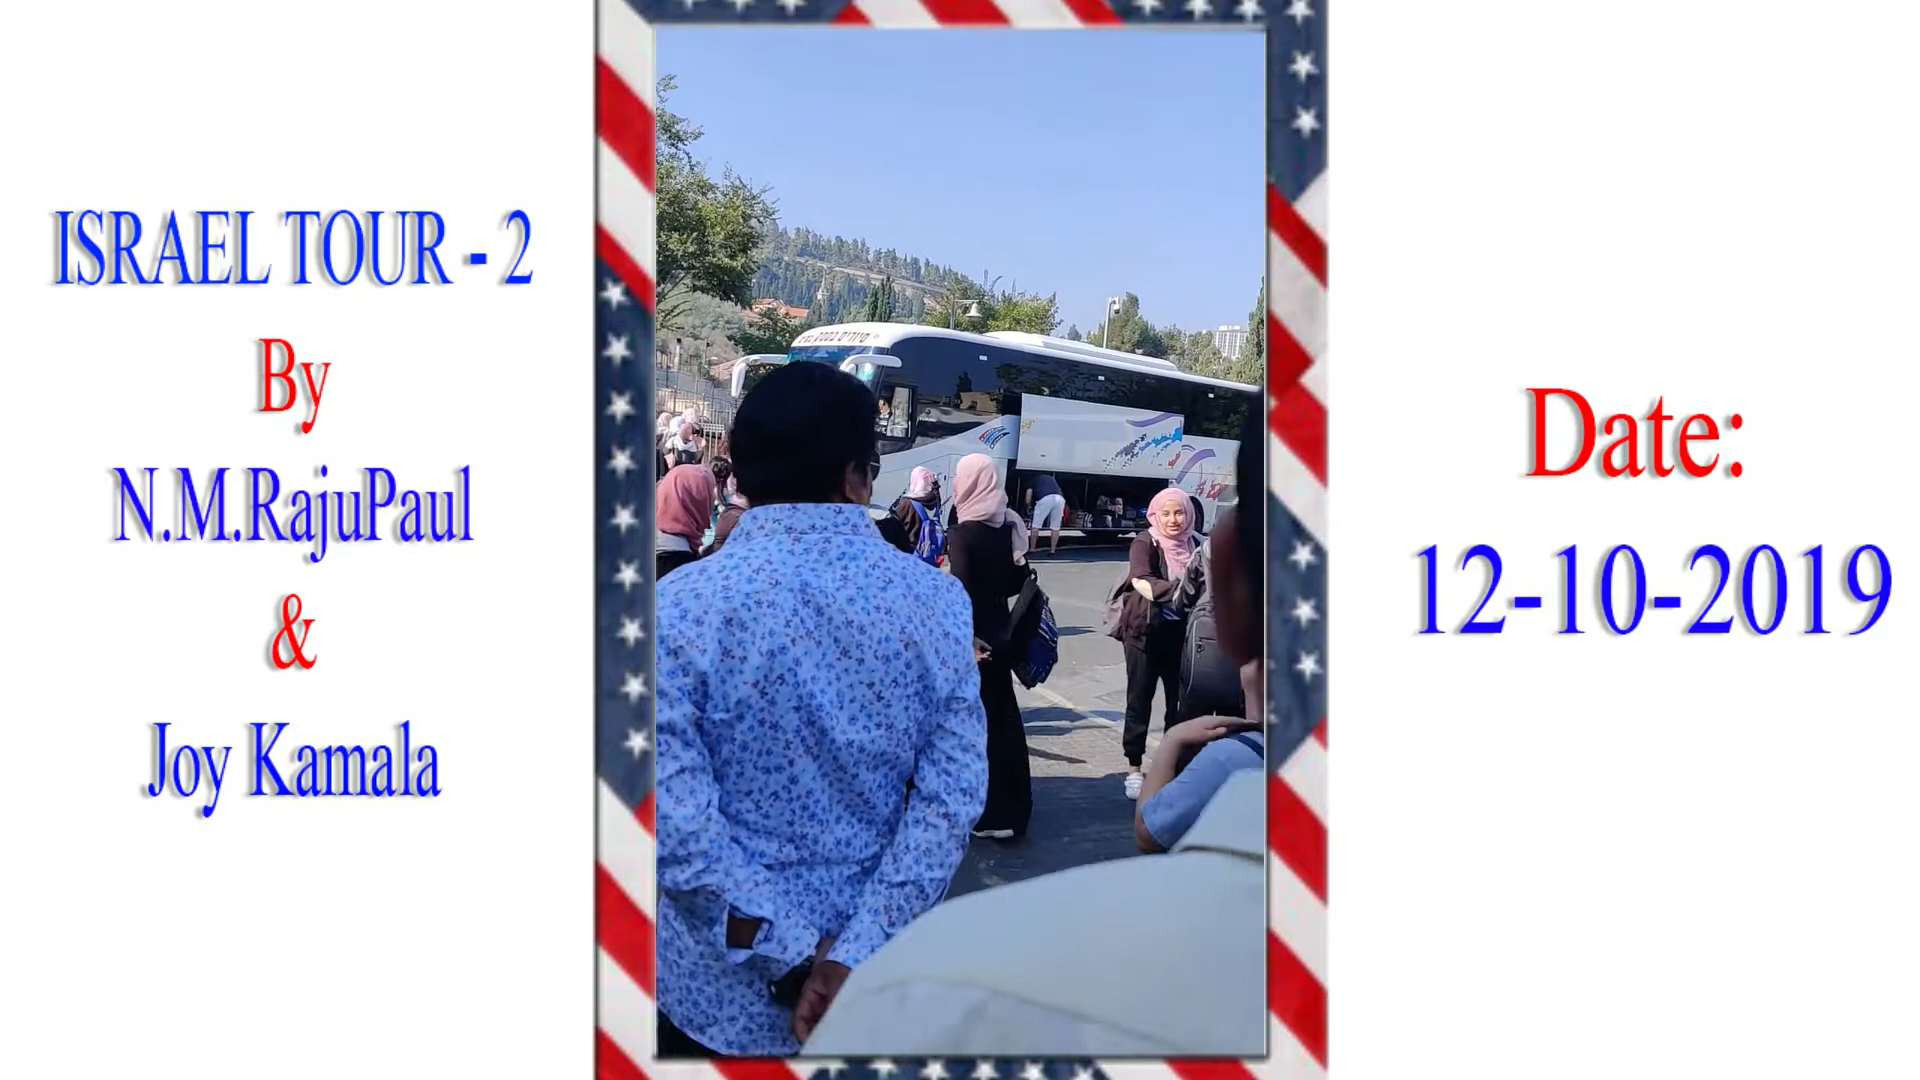 ISRAEL TOUR - 2
By
N.M.RajuPaul
&
Joy Kamala
Date:
12-10-2019